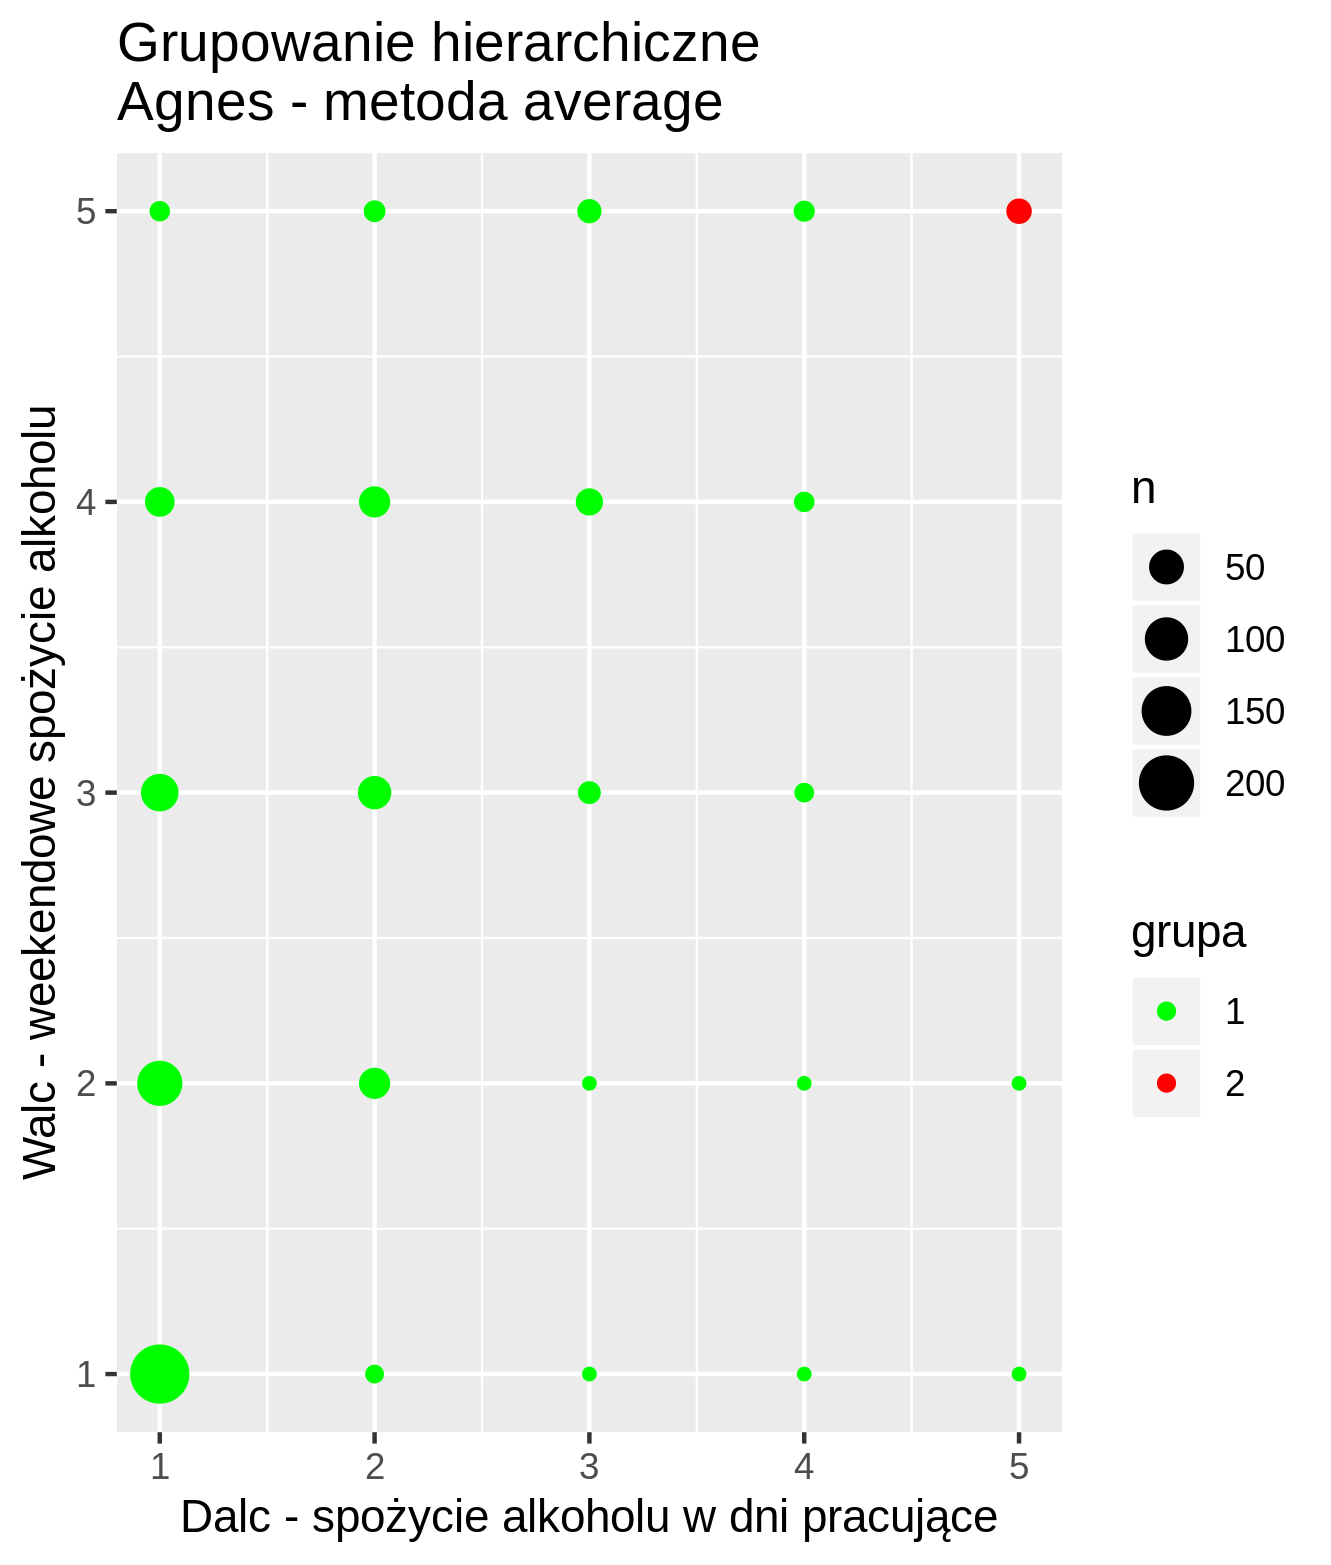 Grupowanie hierarchiczne
Agnes - metoda average
Walc - weekendowe spożycie alkoholu
5
4
3
2
1
1 2 3 4 5
Dalc - spożycie alkoholu w dni pracujące
n
50
100
150
200
grupa
1
2